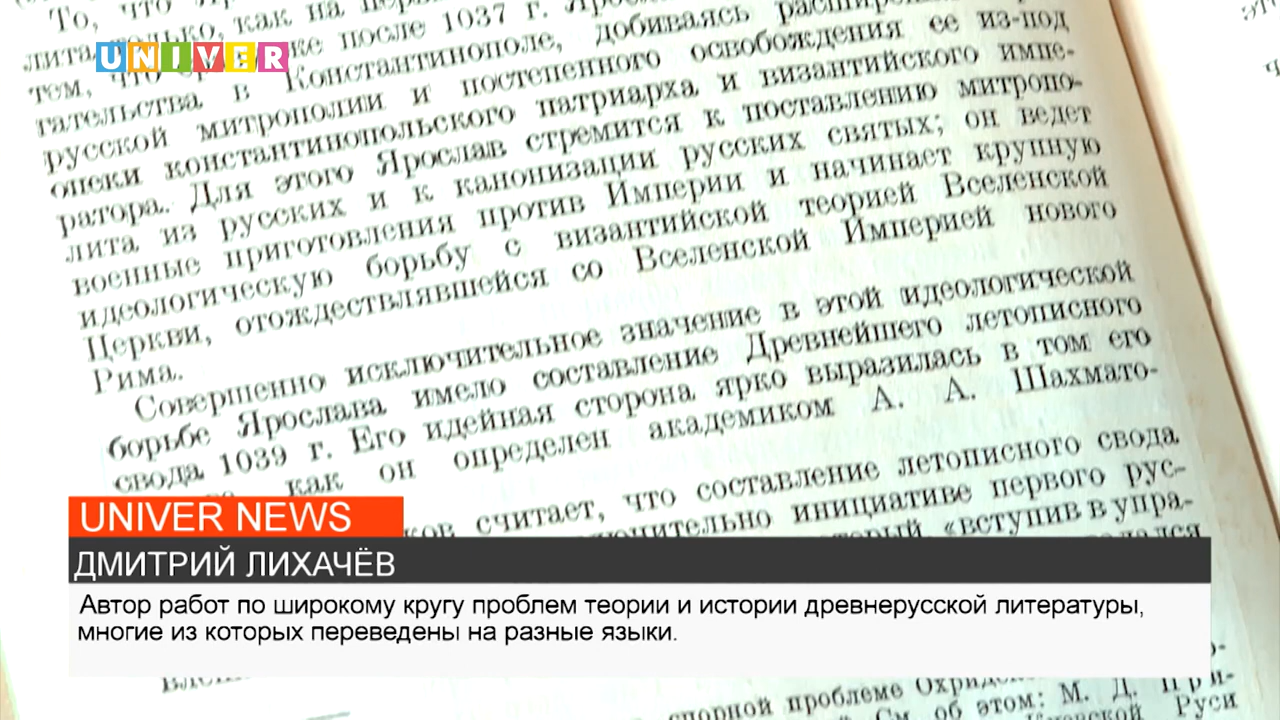 То, что
лита только, как на
тем, что после 1037 г.
тательства в Константинополе, добиваясь
русской митрополии и постепенного освобождения ее из-под
опеки константинопольского патриарха и византийского импе-
ратора. Для этого Ярослав стремится к поставлению митропо-
лита из русских и к канонизации русских святых; он ведет
военные приготовления против Империи и начинает крупную
идеологическую борьбу с византийской теорией Вселенской
Церкви, отождествлявшейся со Вселенской Империей нового
Рима.
Совершенно исключительное значение в этой идеологической
борьбе Ярослава имело составление Древнейшего летописного
свода 1039 г. Его идейная сторона ярко выразилась в том его
как он определен академиком А. А. Шахмато-
считает, что составление летописного свода
инициативе первого рус-
«вступив в упра-
UNIVER
UNIVER NEWS
ДМИТРИЙ ЛИХАЧЁВ
Автор работ по широкому кругу проблем теории и истории древнерусской литературы,
многие из которых переведены на разные языки.
спорной проблеме
См. об этом: М. Д. При-
Руси